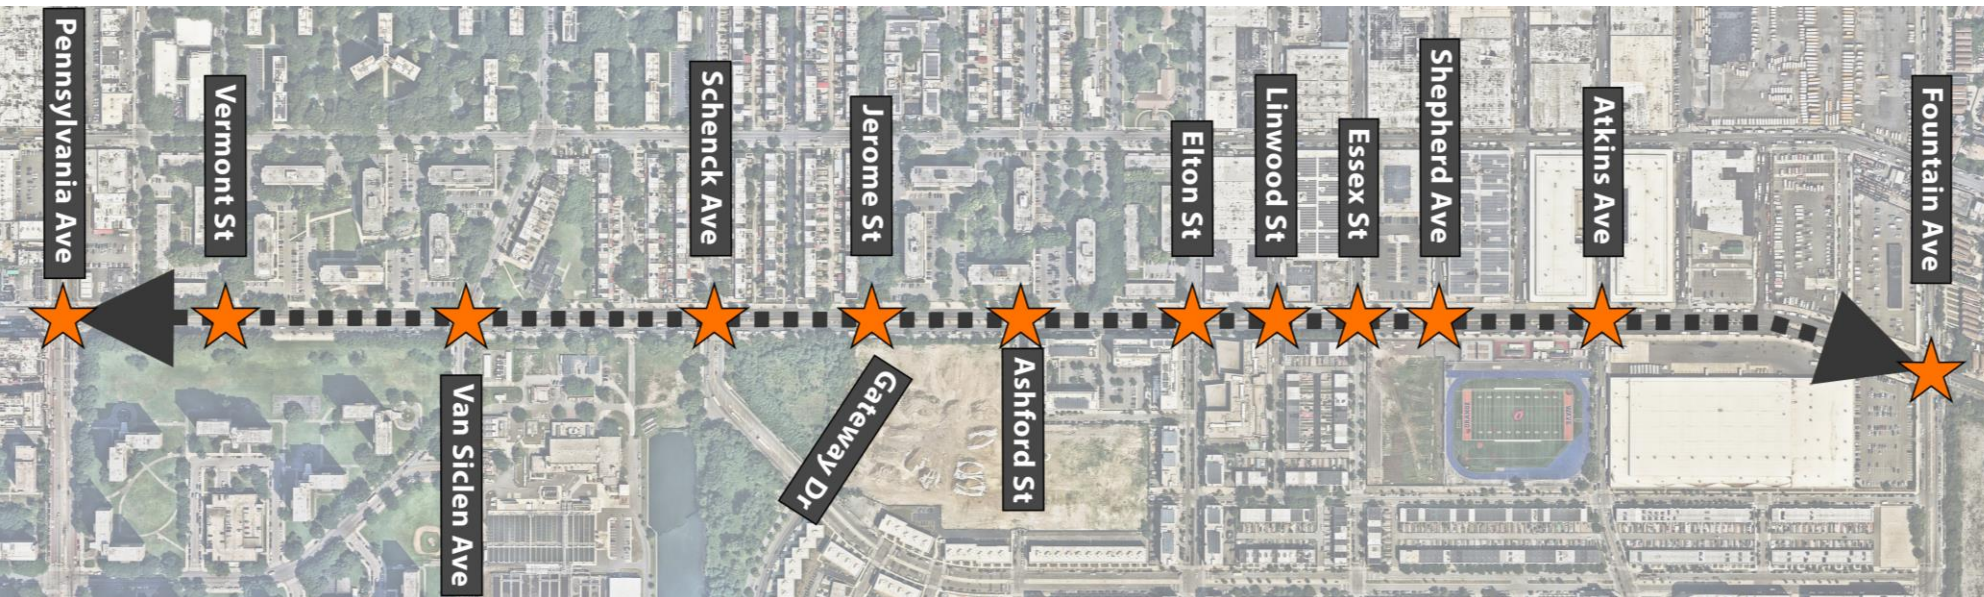 Pennsylvania Ave
Vermont St
Van Siclen Ave
Schenck Ave
Jerome St
Gateway Dr
Ashford St
Elton St
Linwood St
Essex St
Shepherd Ave
Atkins Ave
Fountain Ave